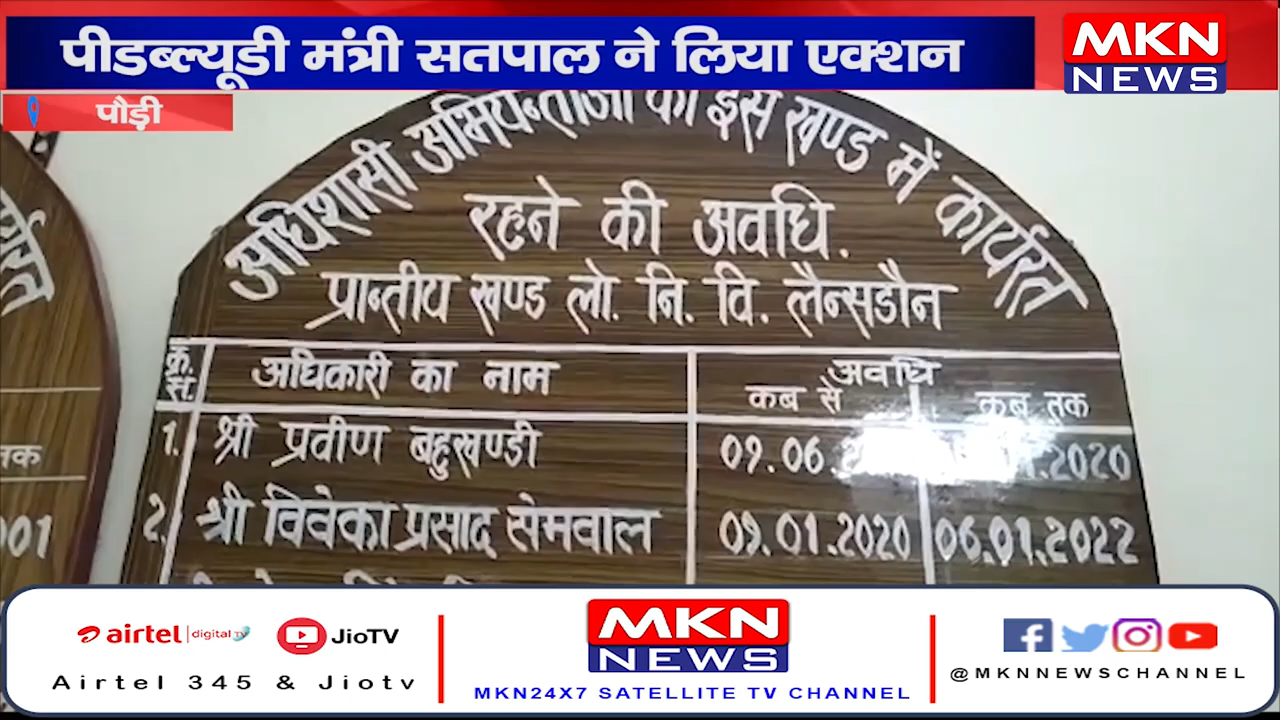 पीडब्ल्यूडी मंत्री सतपाल ने लिया एक्शन
MKN
NEWS
पौड़ी
अधिशासी अभियन्ताओं का इस खण्ड में कार्यरत
रहने की अवधि.
प्रान्तीय खण्ड लो. नि. वि. लैन्सडौन
क्र. सं. अधिकारी का नाम अवधि
कब से कब तक
1. श्री प्रवीण बहुखण्डी 09.06.
2020
2. श्री विवेका प्रसाद सेमवाल 09.01.2020 06.01.2022
airtel digital TV JioTV
Airtel 345 & Jiotv
MKN
NEWS
MKN24X7 SATELLITE TV CHANNEL
@MKNNEWSCHANNEL